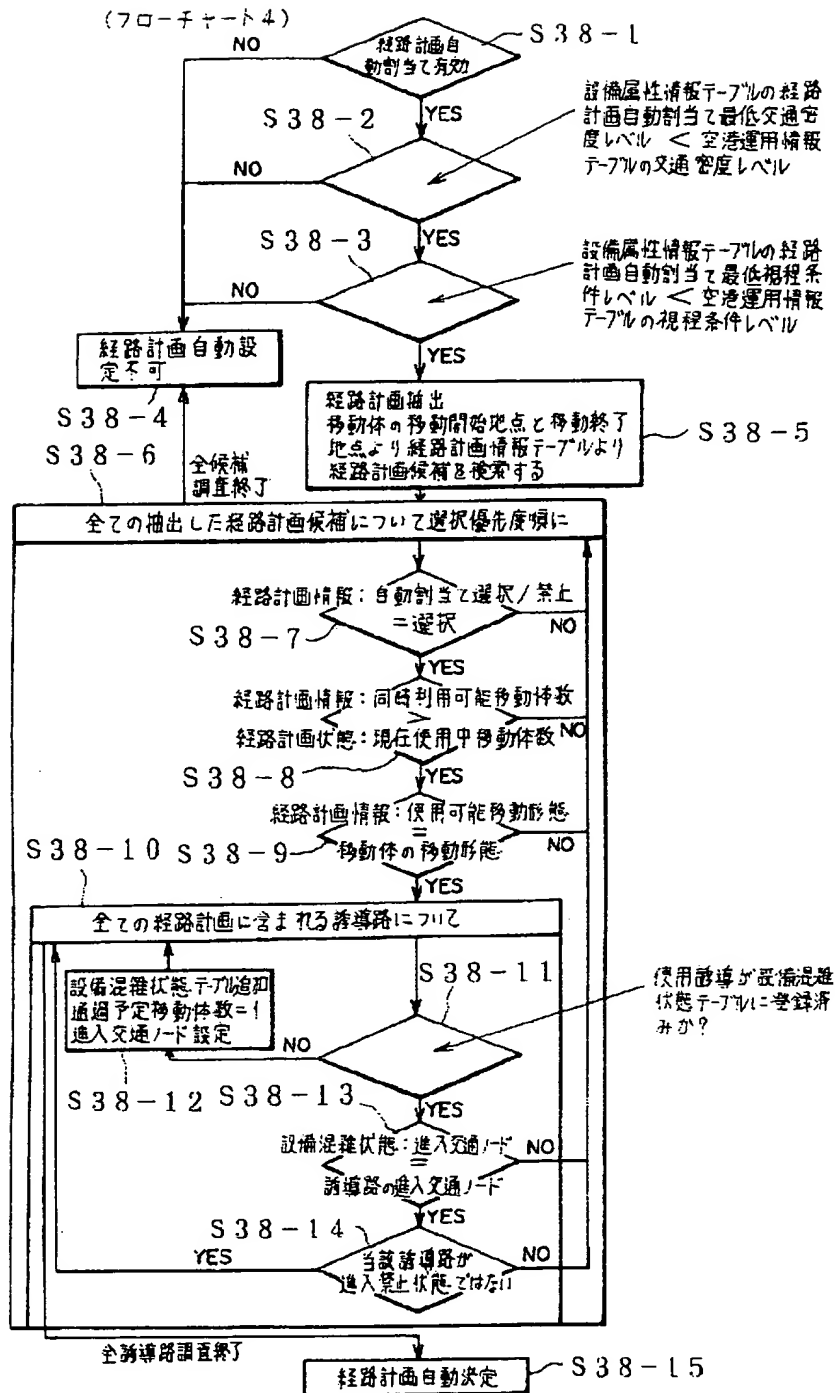 (フローチャート4)
NO
経路計画自
動割当て有効
S38-1
YES
S38-2
設備属性情報テーブルの経路
計画自動割当て最低交通密
度レベル < 空港運用情報
テーブルの交通密度レベル
NO
YES
S38-3
設備属性情報テーブルの経路
計画自動割当て最低視程条
件レベル < 空港運用情報
テーブルの視程条件レベル
NO
YES
経路計画自動設
定不可
S38-4
経路計画抽出
移動体の移動開始地点と移動終了
地点より経路計画情報テーブルより
経路計画候補を検索する
S38-5
S38-6
全候補
調査終了
全ての抽出した経路計画候補について選択優先度順に
経路計画情報:自動割当て選択/禁止
=選択
NO
S38-7
YES
経路計画情報:同時利用可能移動体数
>
経路計画状態:現在使用中移動体数
NO
S38-8
YES
経路計画情報:使用可能移動形態
=
移動体の移動形態
NO
S38-10
S38-9
YES
全ての経路計画に含まれる誘導路について
設備混雑状態テーブル追加
通過予定移動体数=1
進入交通ノード設定
S38-11
使用誘導が設備混雑
状態テーブルに登録済
みか?
NO
S38-12
S38-13
YES
設備混雑状態:進入交通ノード
=
誘導路の進入交通ノード
NO
YES
S38-14
YES
当該誘導路が
進入禁止状態ではない
NO
全誘導路調査終了
経路計画自動決定
S38-15